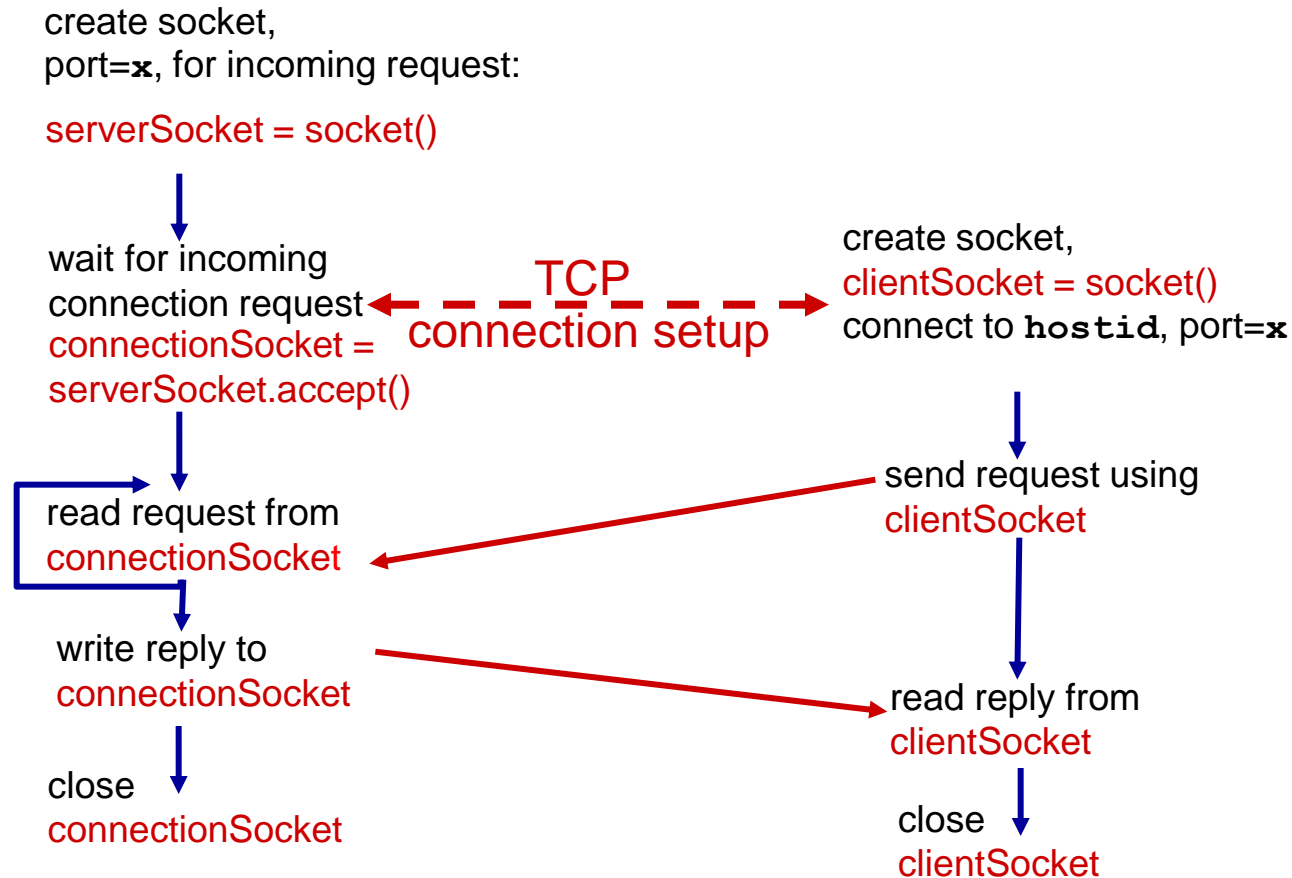 create socket,
port=x, for incoming request:
serverSocket = socket()
wait for incoming
connection request
connectionSocket =
serverSocket.accept()
TCP
connection setup
create socket,
clientSocket = socket()
connect to hostid, port=x
send request using
clientSocket
read request from
connectionSocket
write reply to
connectionSocket
read reply from
clientSocket
close
connectionSocket
close
clientSocket